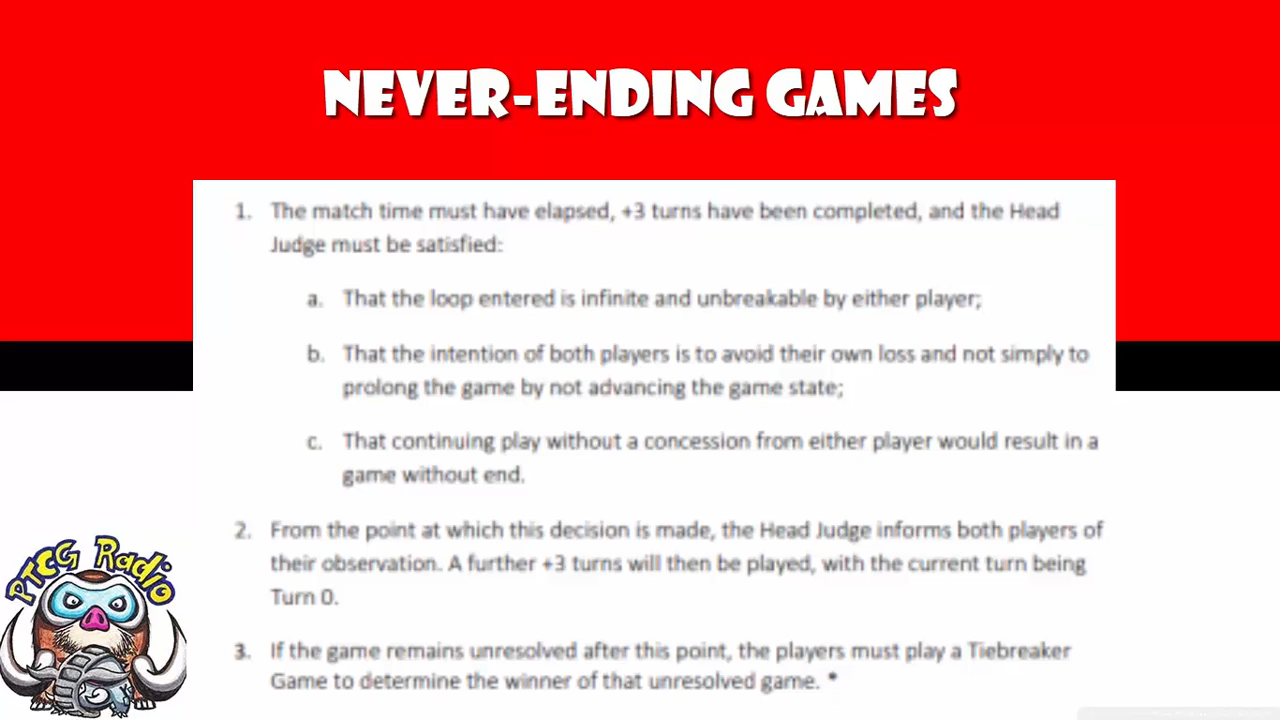 NEVER-ENDING GAMES
1. The match time must have elapsed, +3 turns have been completed, and the Head
Judge must be satisfied:
a. That the loop entered is infinite and unbreakable by either player;
b. That the intention of both players is to avoid their own loss and not simply to
prolong the game by not advancing the game state;
c. That continuing play without a concession from either player would result in a
game without end.
2. From the point at which this decision is made, the Head Judge informs both players of
their observation. A further +3 turns will then be played, with the current turn being
Turn 0.
3. If the game remains unresolved after this point, the players must play a Tiebreaker
Game to determine the winner of that unresolved game. *
PTCG Radio